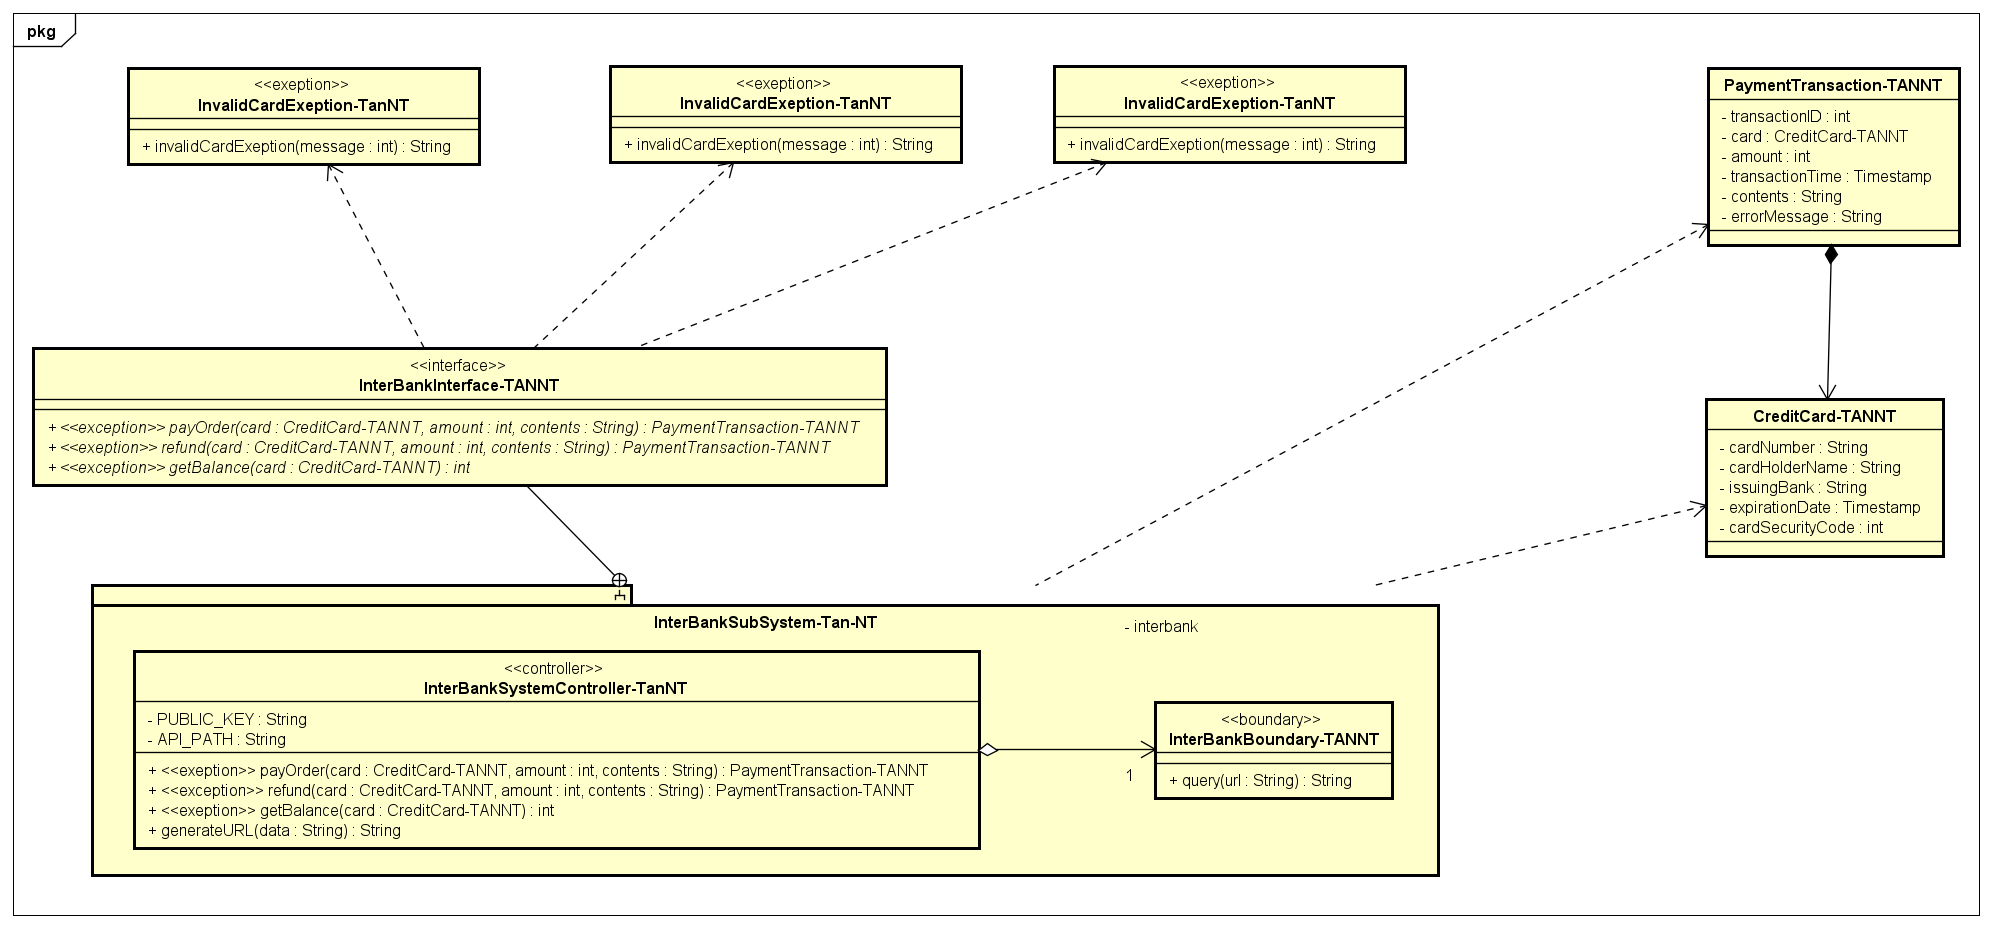 pkg
<<exeption>>
InvalidCardExeption-TanNT
+ invalidCardExeption(message : int) : String
<<exeption>>
InvalidCardExeption-TanNT
+ invalidCardExeption(message : int) : String
<<exeption>>
InvalidCardExeption-TanNT
+ invalidCardExeption(message : int) : String
PaymentTransaction-TANNT
- transactionID : int
- card : CreditCard-TANNT
- amount : int
- transactionTime : Timestamp
- contents : String
- errorMessage : String
<<interface>>
InterBankInterface-TANNT
+ <<exception>> payOrder(card : CreditCard-TANNT, amount : int, contents : String) : PaymentTransaction-TANNT
+ <<exeption>> refund(card : CreditCard-TANNT, amount : int, contents : String) : PaymentTransaction-TANNT
+ <<exception>> getBalance(card : CreditCard-TANNT) : int
CreditCard-TANNT
- cardNumber : String
- cardHolderName : String
- issuingBank : String
- expirationDate : Timestamp
- cardSecurityCode : int
InterBankSubSystem-Tan-NT
- interbank
<<controller>>
InterBankSystemController-TanNT
- PUBLIC_KEY : String
- API_PATH : String
+ <<exeption>> payOrder(card : CreditCard-TANNT, amount : int, contents : String) : PaymentTransaction-TANNT
+ <<exception>> refund(card : CreditCard-TANNT, amount : int, contents : String) : PaymentTransaction-TANNT
+ <<exeption>> getBalance(card : CreditCard-TANNT) : int
+ generateURL(data : String) : String
1
<<boundary>>
InterBankBoundary-TANNT
+ query(url : String) : String